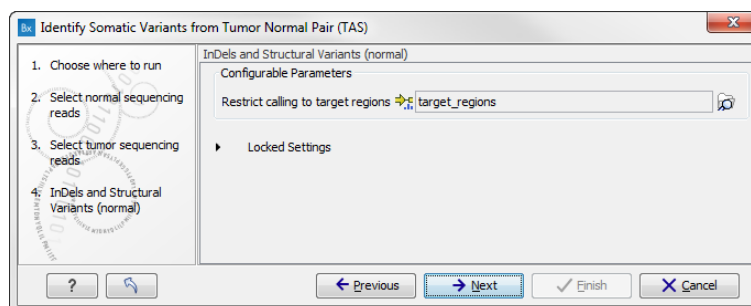 Bx Identify Somatic Variants from Tumor Normal Pair (TAS)
1. Choose where to run
2. Select normal sequencing
reads
3. Select tumor sequencing
reads
4. InDels and Structural
Variants (normal)
InDels and Structural Variants (normal)
Configurable Parameters
Restrict calling to target regions target_regions
Locked Settings
? Previous Next Finish Cancel